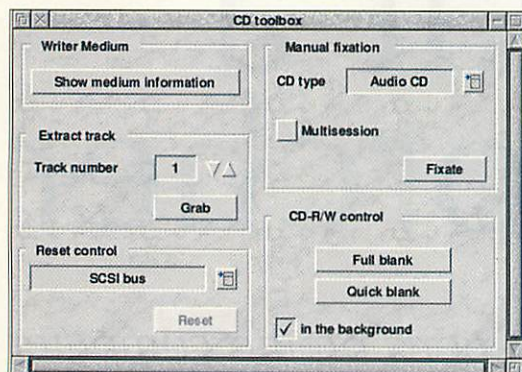 CD toolbox
Writer Medium
Show medium information
Extract track
Track number 1
Grab
Reset control
SCSI bus
Reset
Manual fixation
CD type Audio CD
Multisession
Fixate
CD-R/W control
Full blank
Quick blank
in the background